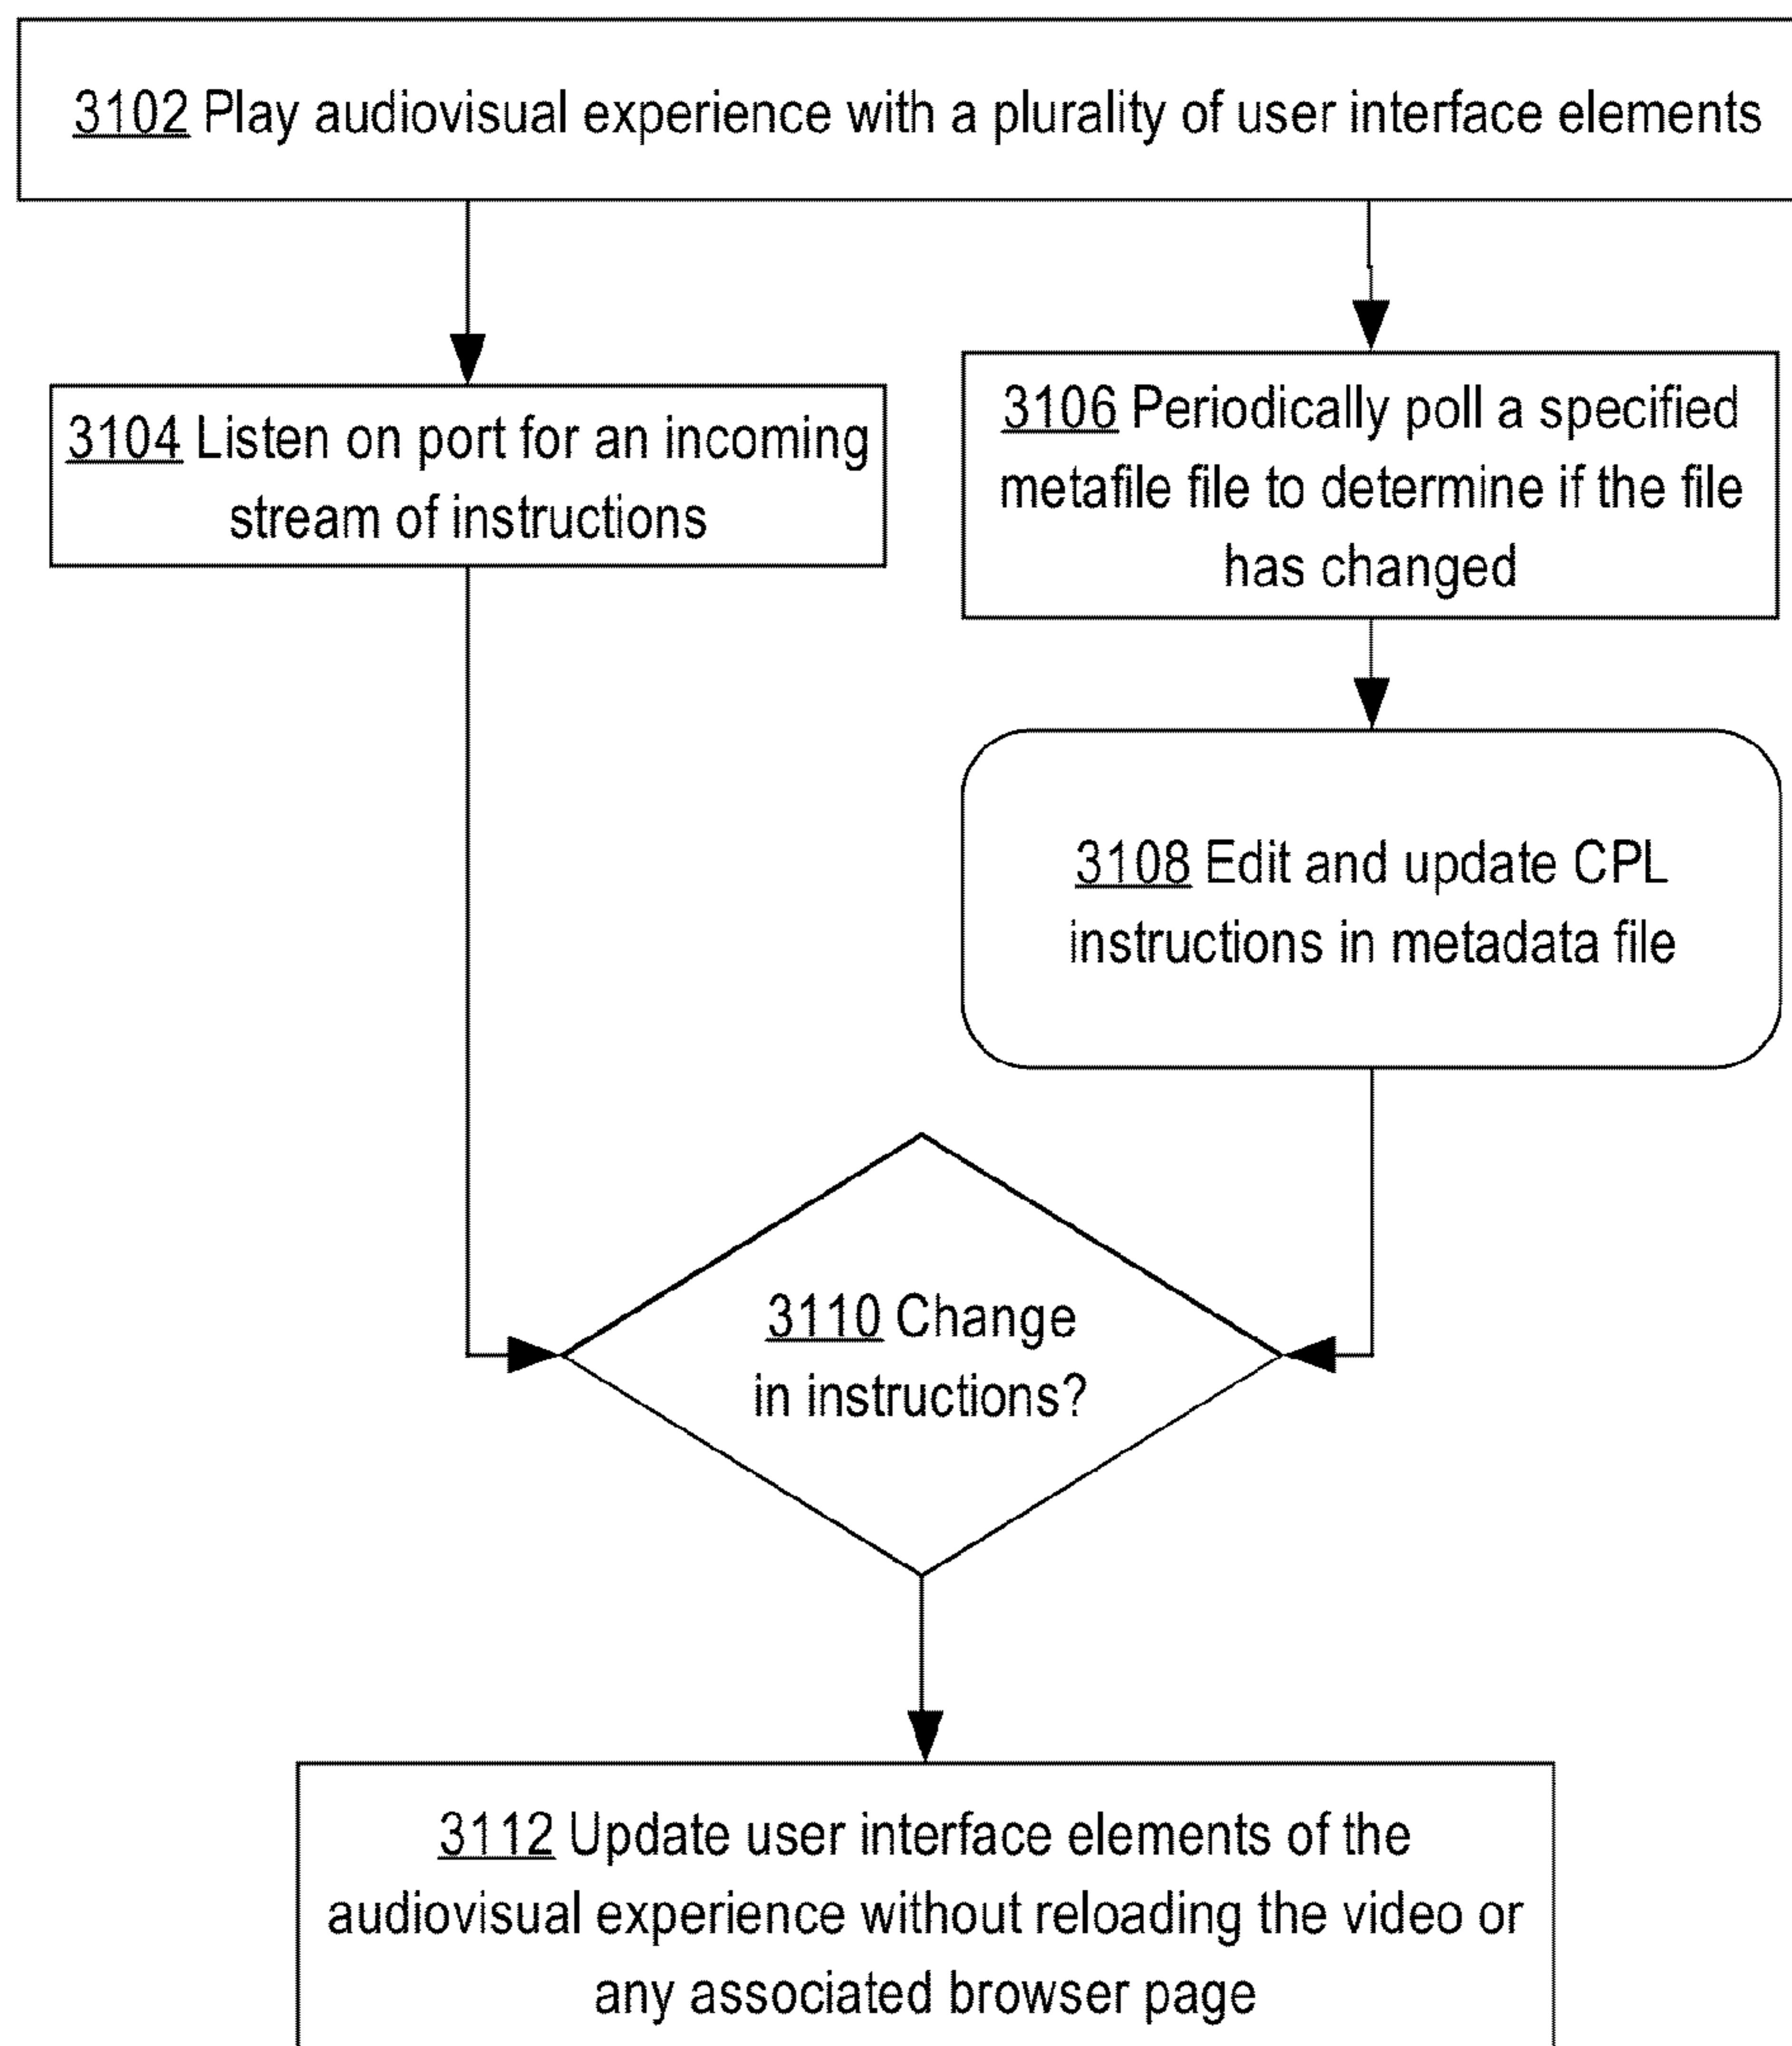 3102 Play audiovisual experience with a plurality of user interface elements
3104 Listen on port for an incoming
stream of instructions
3106 Periodically poll a specified
metafile file to determine if the file
has changed
3108 Edit and update CPL
instructions in metadata file
3110 Change
in instructions?
3112 Update user interface elements of the
audiovisual experience without reloading the video or
any associated browser page